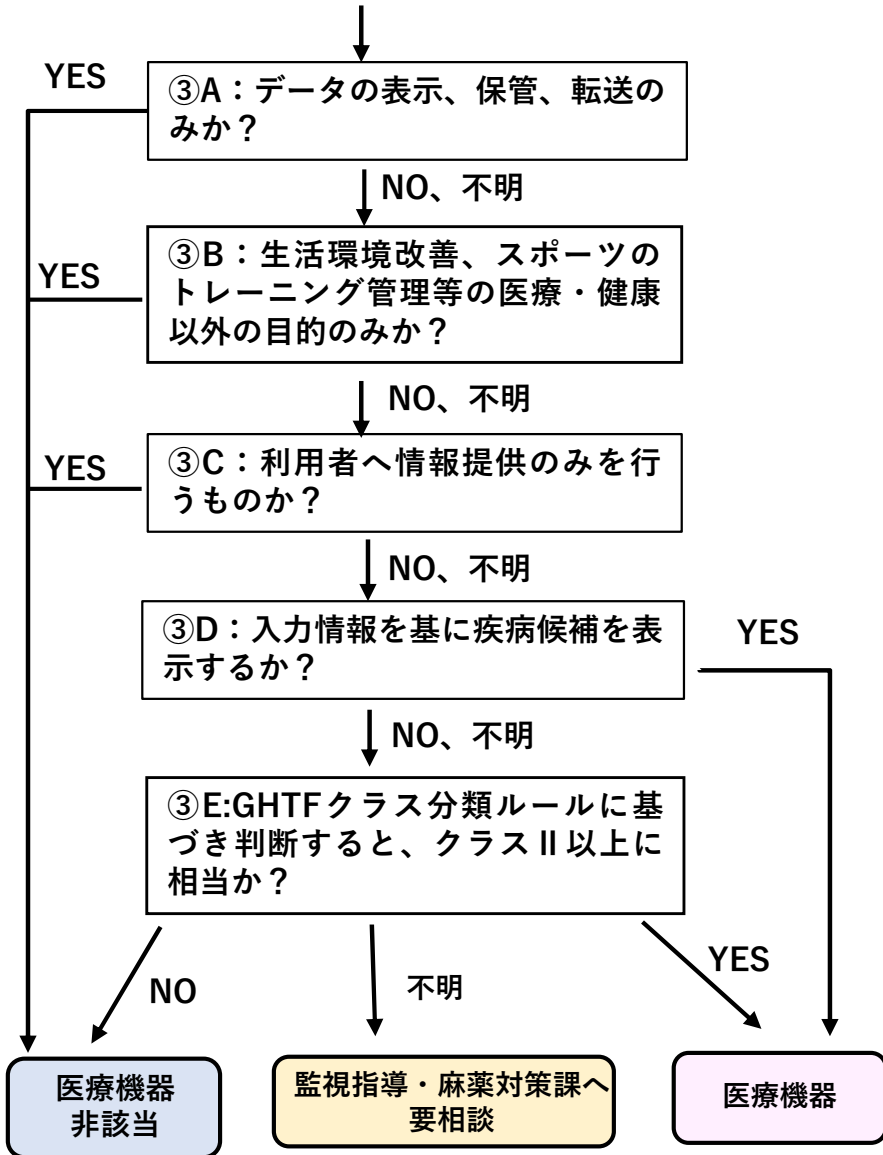 YES
③A：データの表示、保管、転送の
みか？
NO、不明
YES
③B：生活環境改善、スポーツの
トレーニング管理等の医療・健康
以外の目的のみか？
NO、不明
YES
③C：利用者へ情報提供のみを行
うものか？
NO、不明
③D：入力情報を基に疾病候補を表
示するか？
YES
NO、不明
③E:GHTFクラス分類ルールに基
づき判断すると、クラスⅡ以上に
相当か？
NO
不明
YES
医療機器
非該当
監視指導・麻薬対策課へ
要相談
医療機器